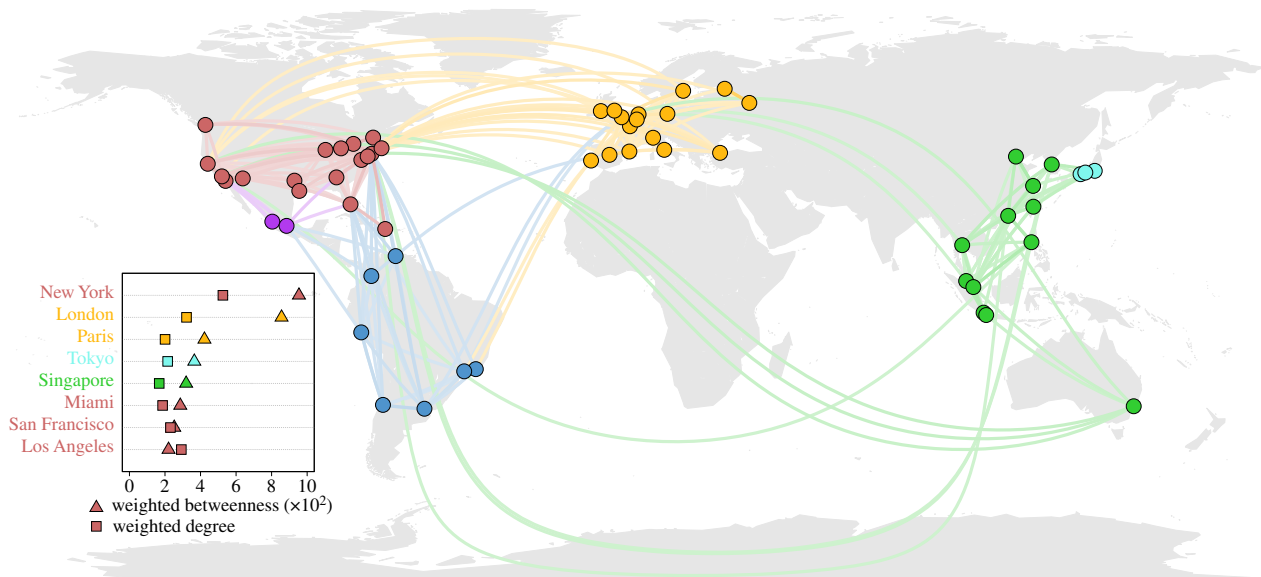 New York
London
Paris
Tokyo
Singapore
Miami
San Francisco
Los Angeles
0 2 4 6 8 10
weighted betweenness (×10²)
weighted degree